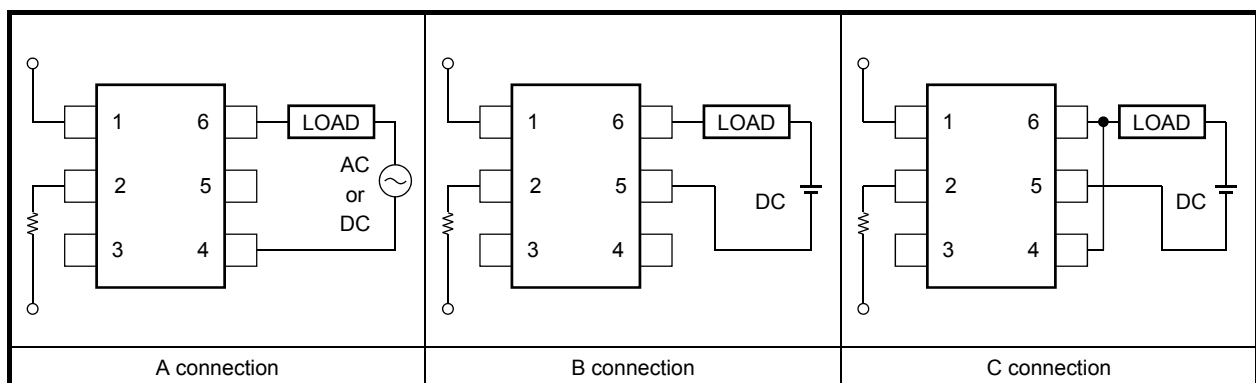 1 6 LOAD
2 5 AC
or
DC
3 4
A connection
1 6 LOAD
2 5 DC
3 4
B connection
1 6 LOAD
2 5 DC
3 4
C connection